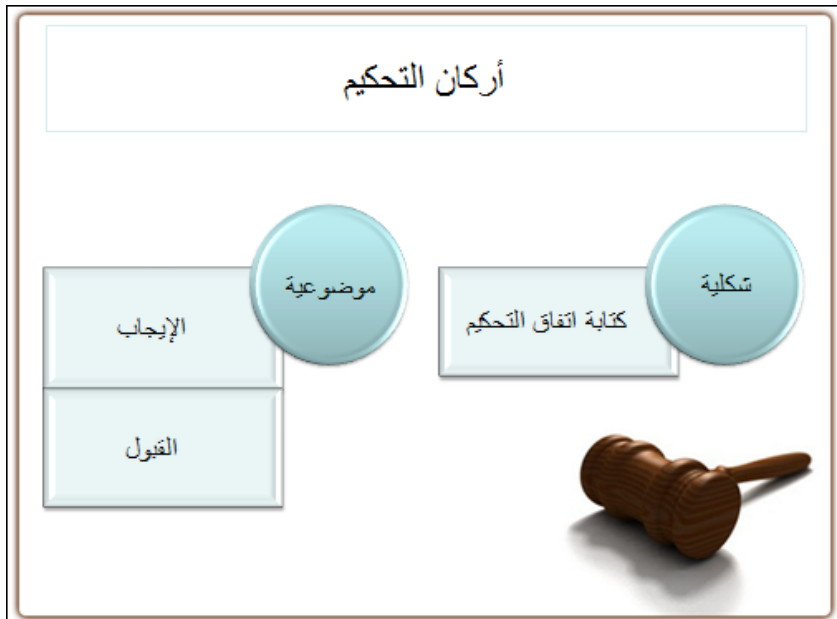 أركان التحكيم
شكلية
كتابة اتفاق التحكيم
موضوعية
الإيجاب
القبول